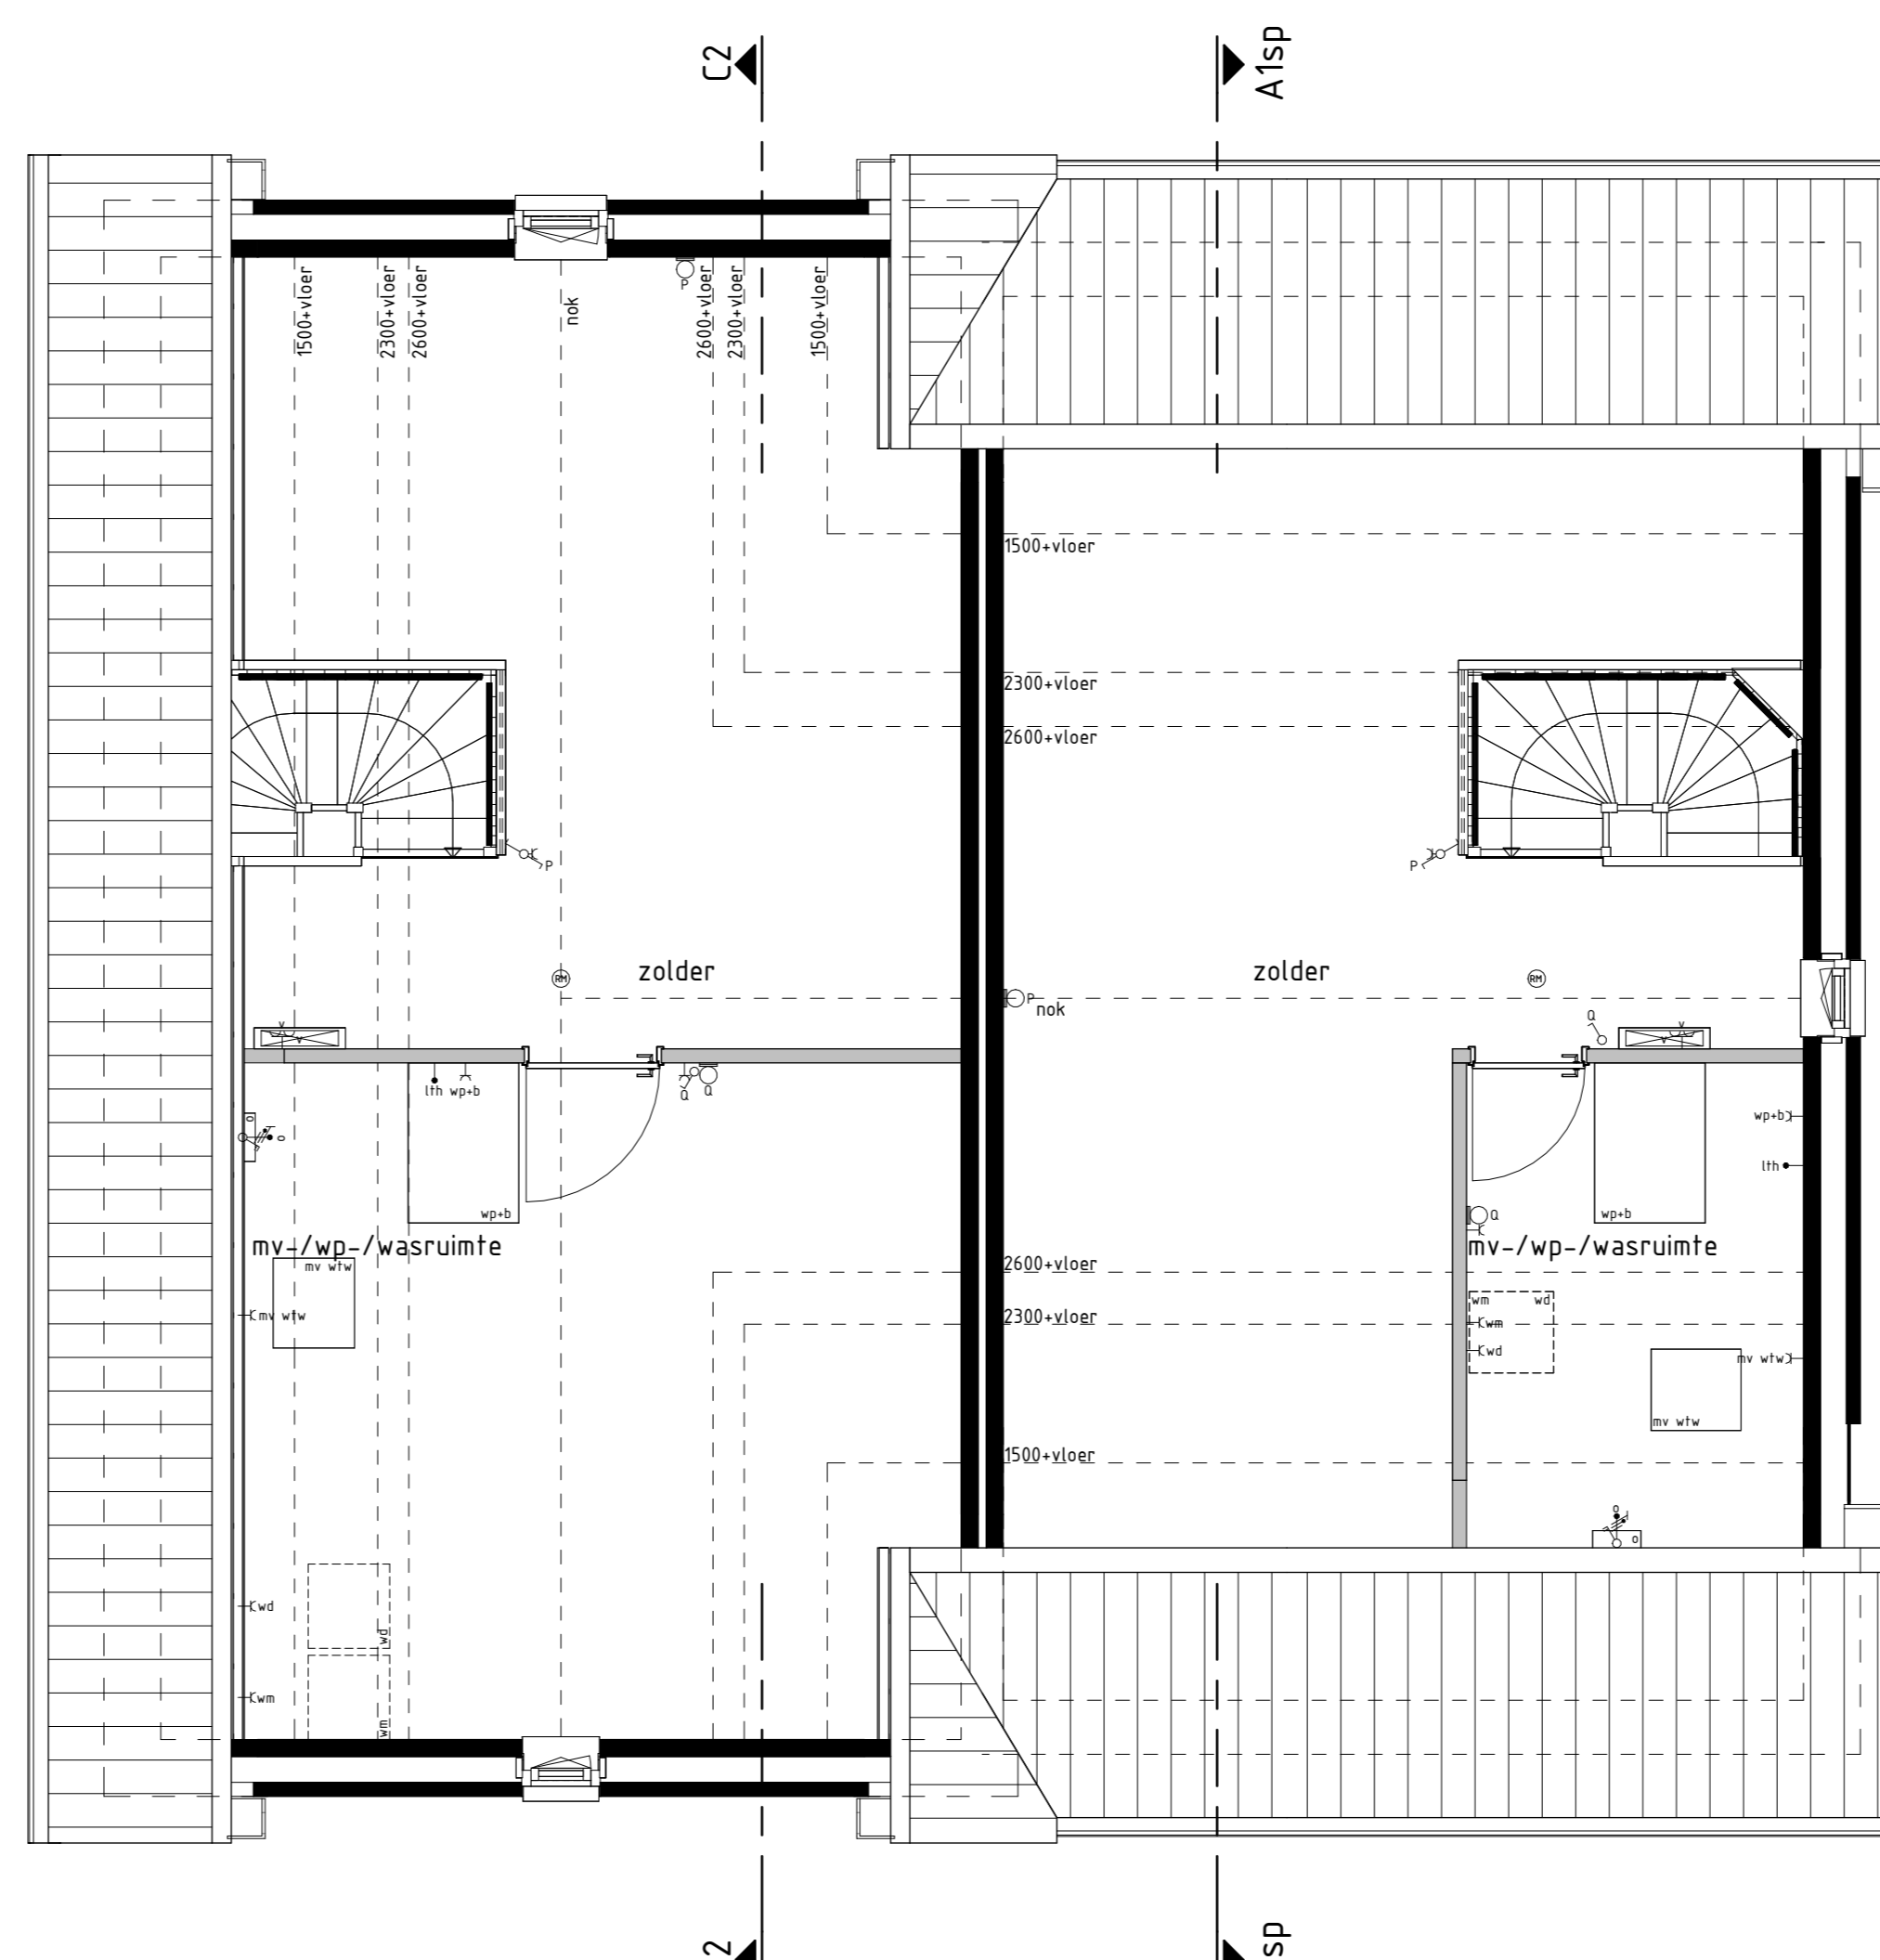 C2
A1sp
1500+vloer
2300+vloer
2600+vloer
nok
P
2600+vloer
2300+vloer
1500+vloer
1500+vloer
2300+vloer
2600+vloer
P
P
RM
zolder
zolder
RM
P
nok
v
v
Q
v
v
lth
wp+b
Q
Q
o
o
wp+b
lth
wp+b
wp+b
Q
mv-/wp-/wasruimte
mv-/wp-/wasruimte
mv wtw
mv wtw
2600+vloer
2300+vloer
wm
wd
wm
wd
mv wtw
mv wtw
1500+vloer
o
o
wd
wd
wm
wm
2
sp